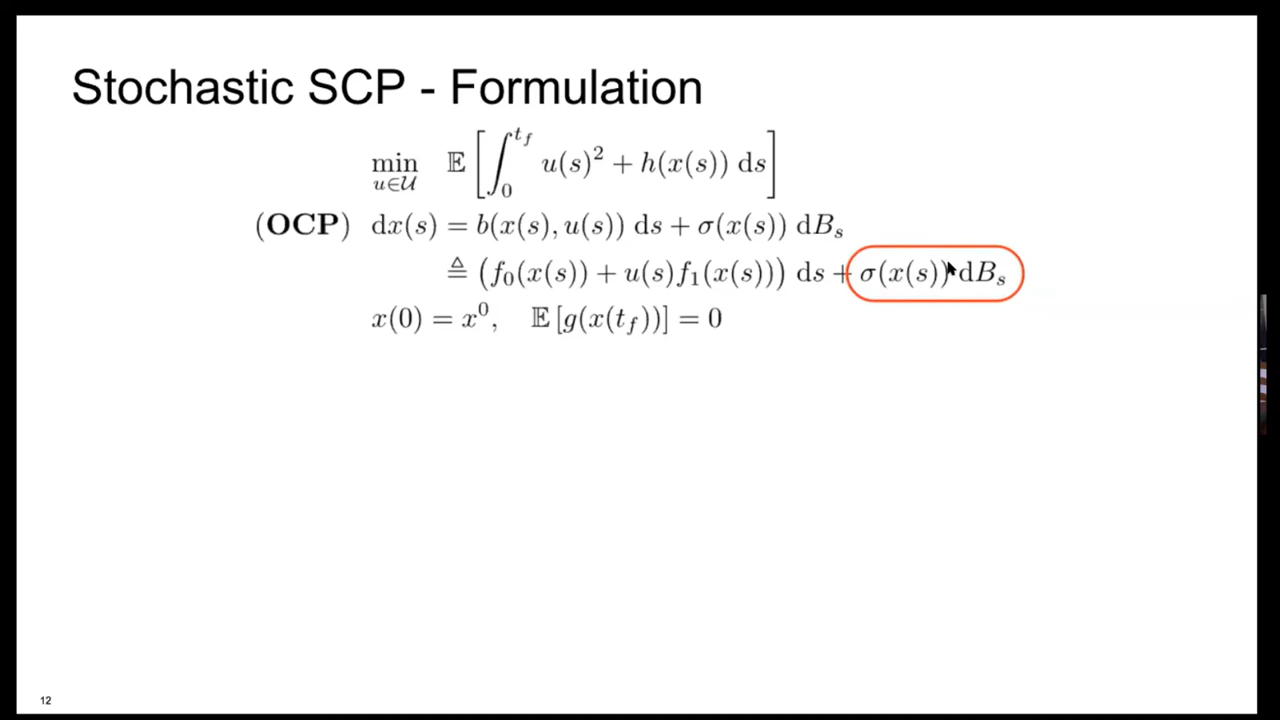 Stochastic SCP - Formulation
min_{u∈𝒰} 𝔼[∫_0^{t_f} u(s)² + h(x(s)) ds]
(OCP) dx(s) = b(x(s), u(s)) ds + σ(x(s)) dB_s
≜ (f_0(x(s)) + u(s)f_1(x(s))) ds + σ(x(s)) dB_s
x(0) = x⁰, 𝔼[g(x(t_f))] = 0
12